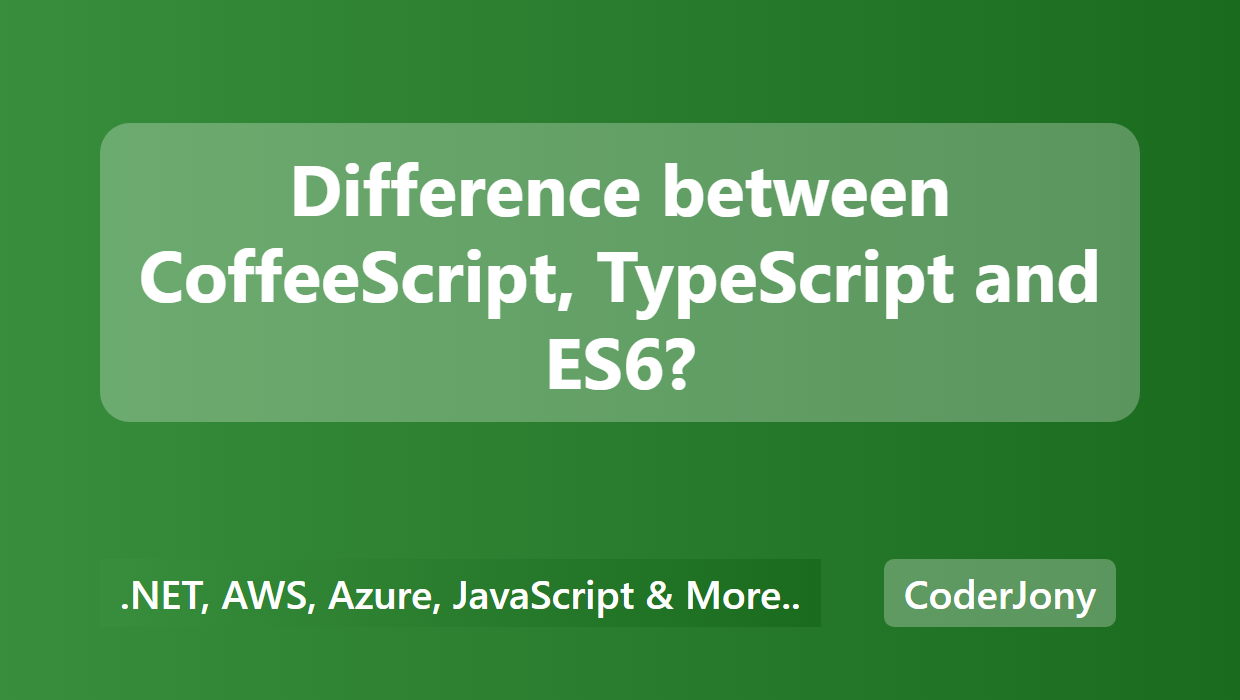 Difference between
CoffeeScript, TypeScript and
ES6?
.NET, AWS, Azure, JavaScript & More..
CoderJony